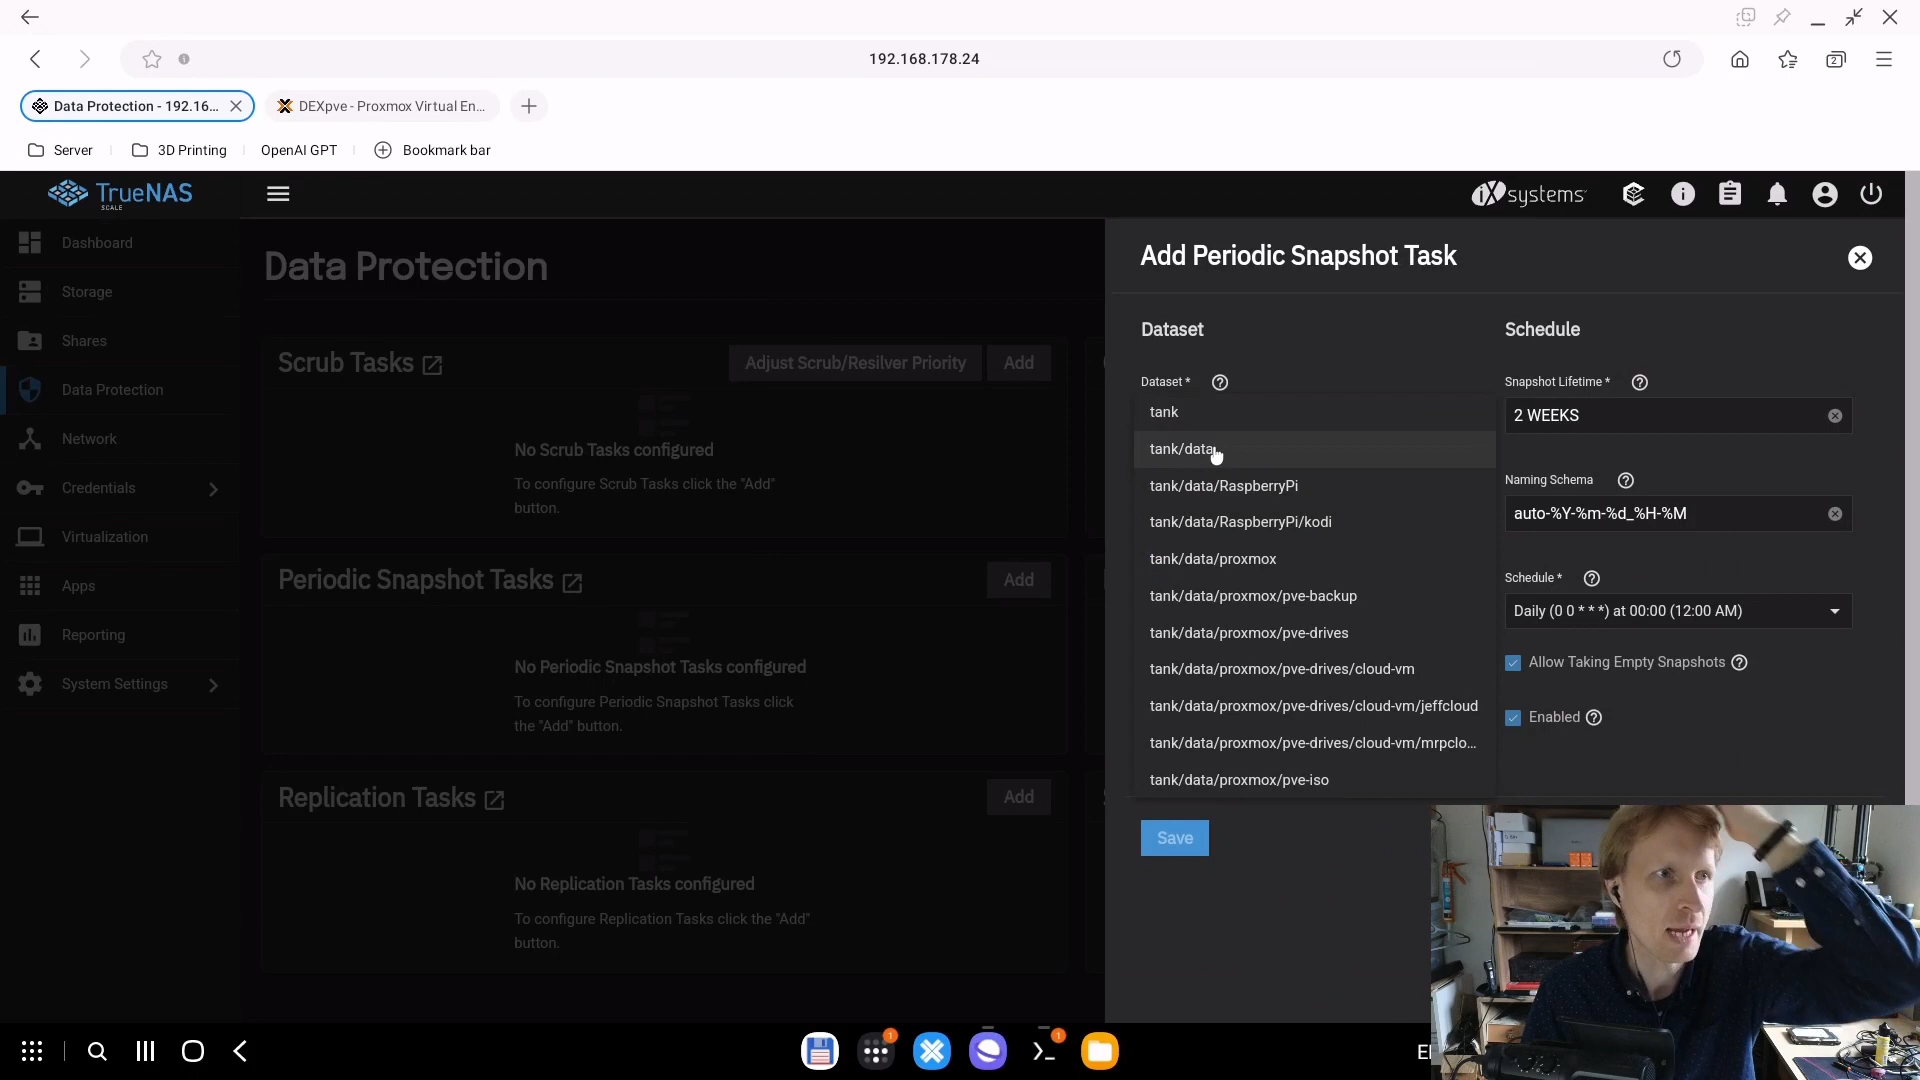 192.168.178.24
2
Data Protection - 192.16...
DEXpve - Proxmox Virtual En...
Server
3D Printing
OpenAI GPT
Bookmark bar
TrueNAS
SCALE
iXsystems
Dashboard
Storage
Shares
Data Protection
Network
Credentials
Virtualization
Apps
Reporting
System Settings
Data Protection
Scrub Tasks
Adjust Scrub/Resilver Priority
Add
No Scrub Tasks configured
To configure Scrub Tasks click the "Add"
button.
Periodic Snapshot Tasks
Add
No Periodic Snapshot Tasks configured
To configure Periodic Snapshot Tasks click
the "Add" button.
Replication Tasks
Add
No Replication Tasks configured
To configure Replication Tasks click the "Add"
button.
Add Periodic Snapshot Task
Dataset
Dataset *
tank
tank/data
tank/data/RaspberryPi
tank/data/RaspberryPi/kodi
tank/data/proxmox
tank/data/proxmox/pve-backup
tank/data/proxmox/pve-drives
tank/data/proxmox/pve-drives/cloud-vm
tank/data/proxmox/pve-drives/cloud-vm/jeffcloud
tank/data/proxmox/pve-drives/cloud-vm/mrpclo...
tank/data/proxmox/pve-iso
Save
Schedule
Snapshot Lifetime *
2 WEEKS
Naming Schema
auto-%Y-%m-%d_%H-%M
Schedule *
Daily (0 0 * * *) at 00:00 (12:00 AM)
Allow Taking Empty Snapshots
Enabled
1
1